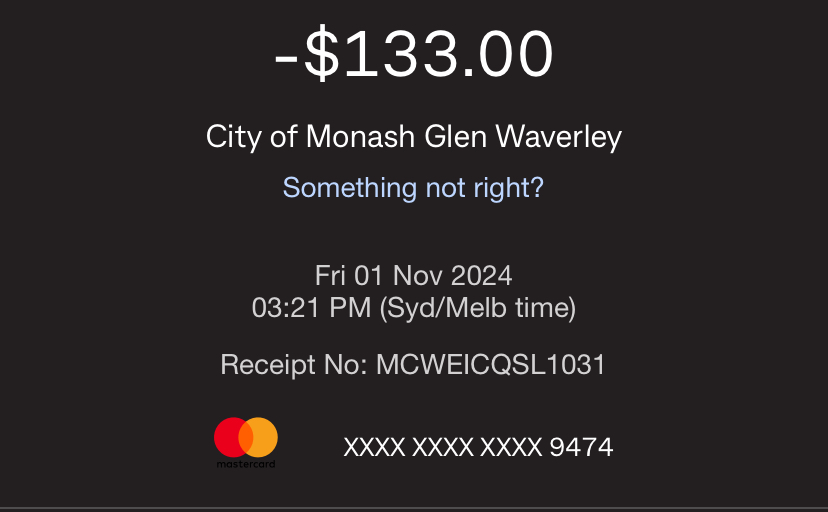 -$133.00
City of Monash Glen Waverley
Something not right?
Fri 01 Nov 2024
03:21 PM (Syd/Melb time)
Receipt No: MCWEICQSL1031
mastercard
XXXX XXXX XXXX 9474